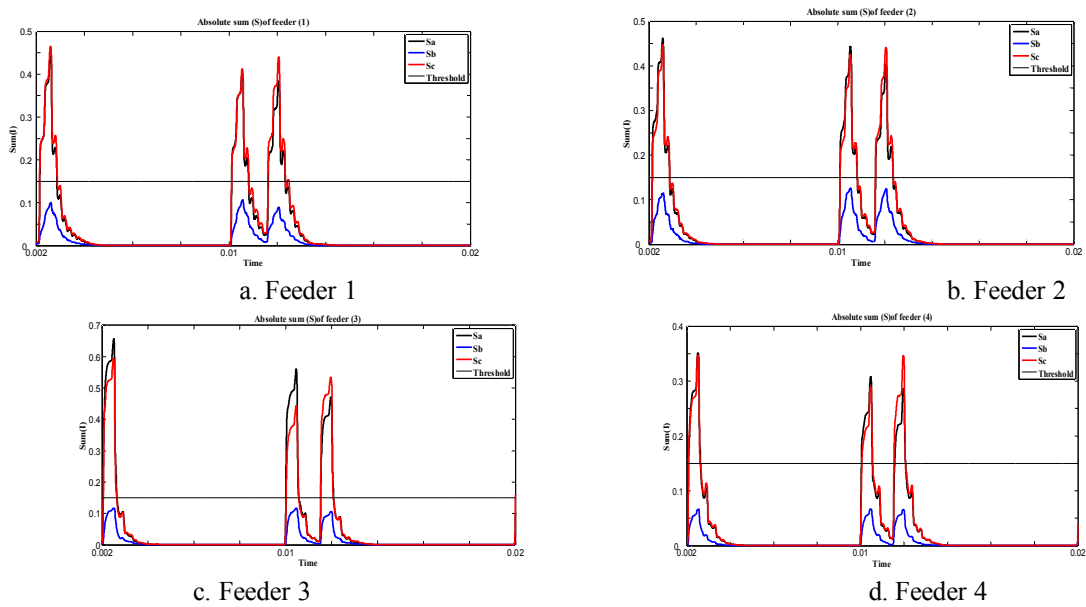 Absolute sum (S)of feeder (1)
Sum(I)
0.5
0.4
0.3
0.2
0.1
0
0.002
0.01
0.02
Time
Sa
Sb
Sc
Threshold
a. Feeder 1
Absolute sum (S)of feeder (2)
Sum(I)
0.5
0.4
0.3
0.2
0.1
0
0.002
0.01
0.02
Time
Sa
Sb
Sc
Threshold
b. Feeder 2
Absolute sum (S)of feeder (3)
Sum(I)
0.7
0.6
0.5
0.4
0.3
0.2
0.1
0
0.002
0.01
0.02
Time
Sa
Sb
Sc
Threshold
c. Feeder 3
Absolute sum (S)of feeder (4)
Sum(I)
0.4
0.3
0.2
0.1
0
0.002
0.01
0.02
Time
Sa
Sb
Sc
Threshold
d. Feeder 4